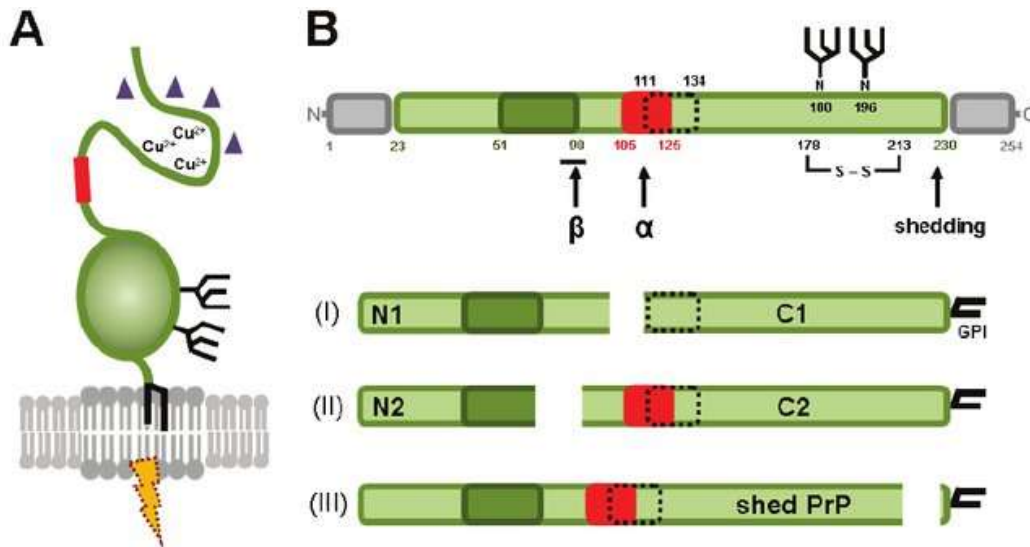 A
Cu²⁺
Cu²⁺
Cu²⁺
B
111 134
N N
180 196
N C
1 23 51 90 105 125 178 213 230 254
S – S
β α shedding
(I) N1 C1
GPI
(II) N2 C2
(III) shed PrP